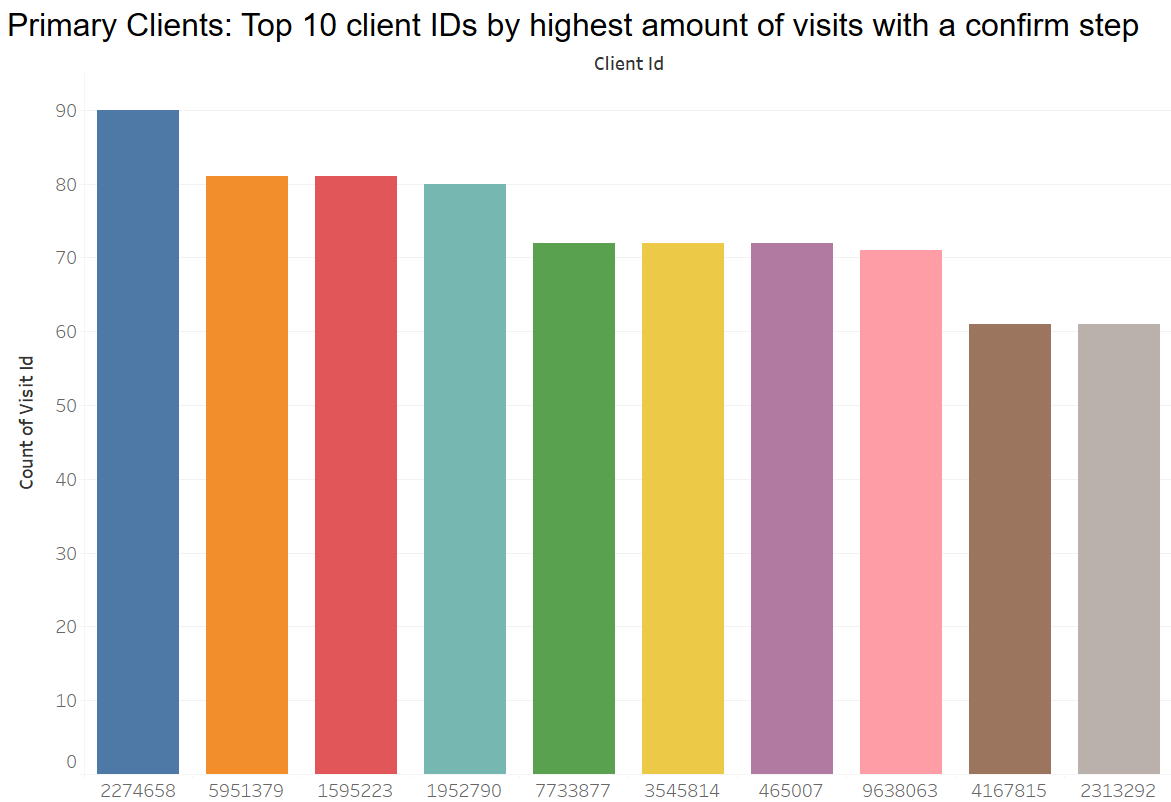 Primary Clients: Top 10 client IDs by highest amount of visits with a confirm step
Client Id
Count of Visit Id
90
80
70
60
50
40
30
20
10
0
2274658 5951379 1595223 1952790 7733877 3545814 465007 9638063 4167815 2313292